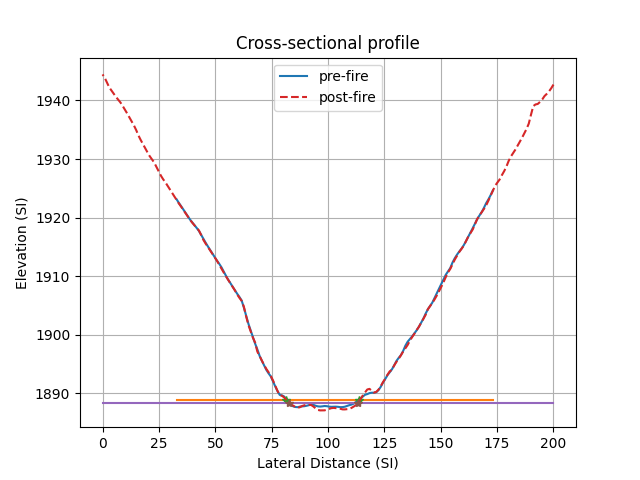 Cross-sectional profile
pre-fire
post-fire
Elevation (SI)
1940
1930
1920
1910
1900
1890
0 25 50 75 100 125 150 175 200
Lateral Distance (SI)